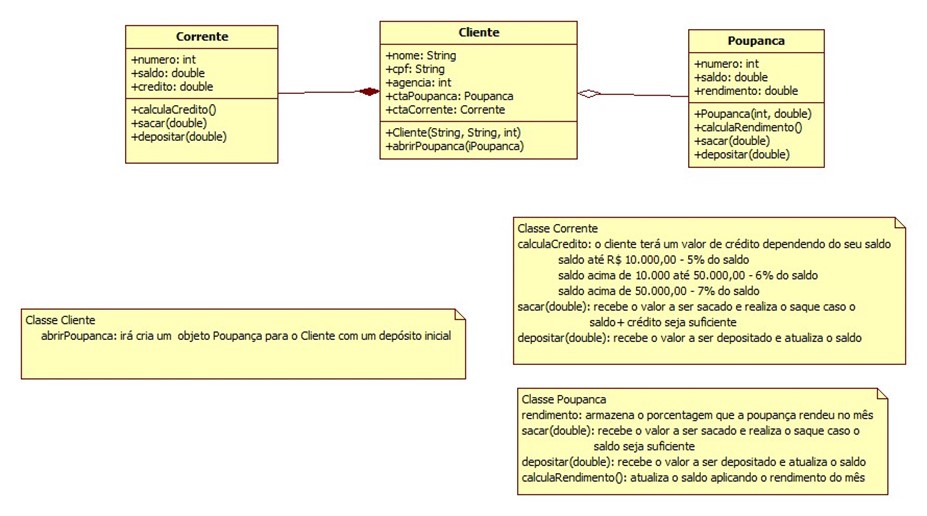 Corrente
+numero: int
+saldo: double
+credito: double
+calculaCredito()
+sacar(double)
+depositar(double)
Cliente
+nome: String
+cpf: String
+agencia: int
+ctaPoupanca: Poupanca
+ctaCorrente: Corrente
+Cliente(String, String, int)
+abrirPoupanca(iPoupanca)
Poupanca
+numero: int
+saldo: double
+rendimento: double
+Poupanca(int, double)
+calculaRendimento()
+sacar(double)
+depositar(double)
Classe Corrente
calculaCredito: o cliente terá um valor de crédito dependendo do seu saldo
saldo até R$ 10.000,00 - 5% do saldo
saldo acima de 10.000 até 50.000,00 - 6% do saldo
saldo acima de 50.000,00 - 7% do saldo
sacar(double): recebe o valor a ser sacado e realiza o saque caso o
saldo+ crédito seja suficiente
depositar(double): recebe o valor a ser depositado e atualiza o saldo
Classe Cliente
abrirPoupanca: irá cria um objeto Poupança para o Cliente com um depósito inicial
Classe Poupanca
rendimento: armazena o porcentagem que a poupança rendeu no mês
sacar(double): recebe o valor a ser sacado e realiza o saque caso o
saldo seja suficiente
depositar(double): recebe o valor a ser depositado e atualiza o saldo
calculaRendimento(): atualiza o saldo aplicando o rendimento do mês